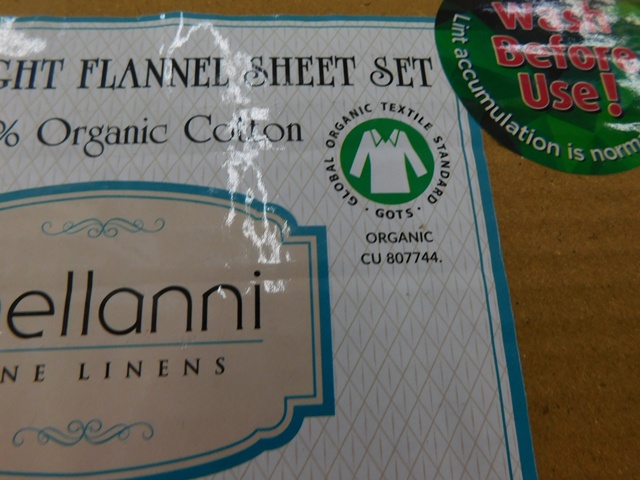 GHT FLANNEL SHEET SET
% Organic Cotton
GLOBAL ORGANIC TEXTILE STANDARD
· GOTS ·
ORGANIC
CU 807744.
ellanni
NE LINENS
Wash
Before
Use!
Lint accumulation is norm